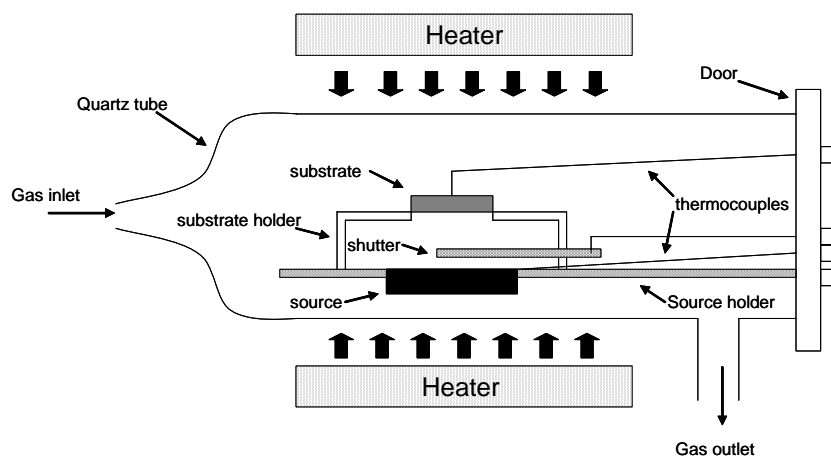 Heater
Door
Quartz tube
substrate
Gas inlet
thermocouples
substrate holder
shutter
source
Source holder
Heater
Gas outlet